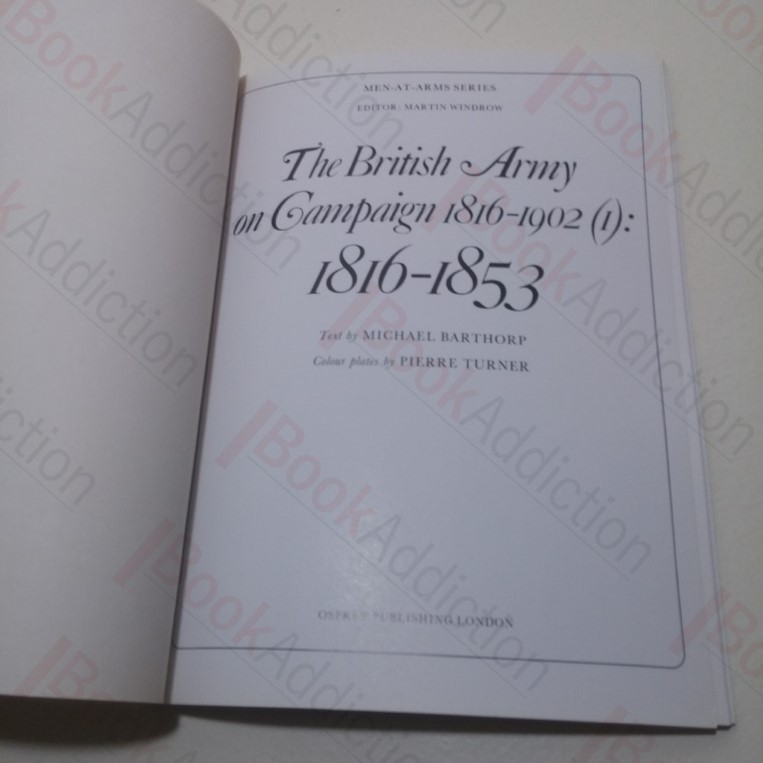 MEN-AT-ARMS SERIES
EDITOR: MARTIN WINDROW
The British Army
on Campaign 1816-1902 (1):
1816-1853
Text by MICHAEL BARTHORP
Colour plates by PIERRE TURNER
OSPREY PUBLISHING LONDON
BookAddiction